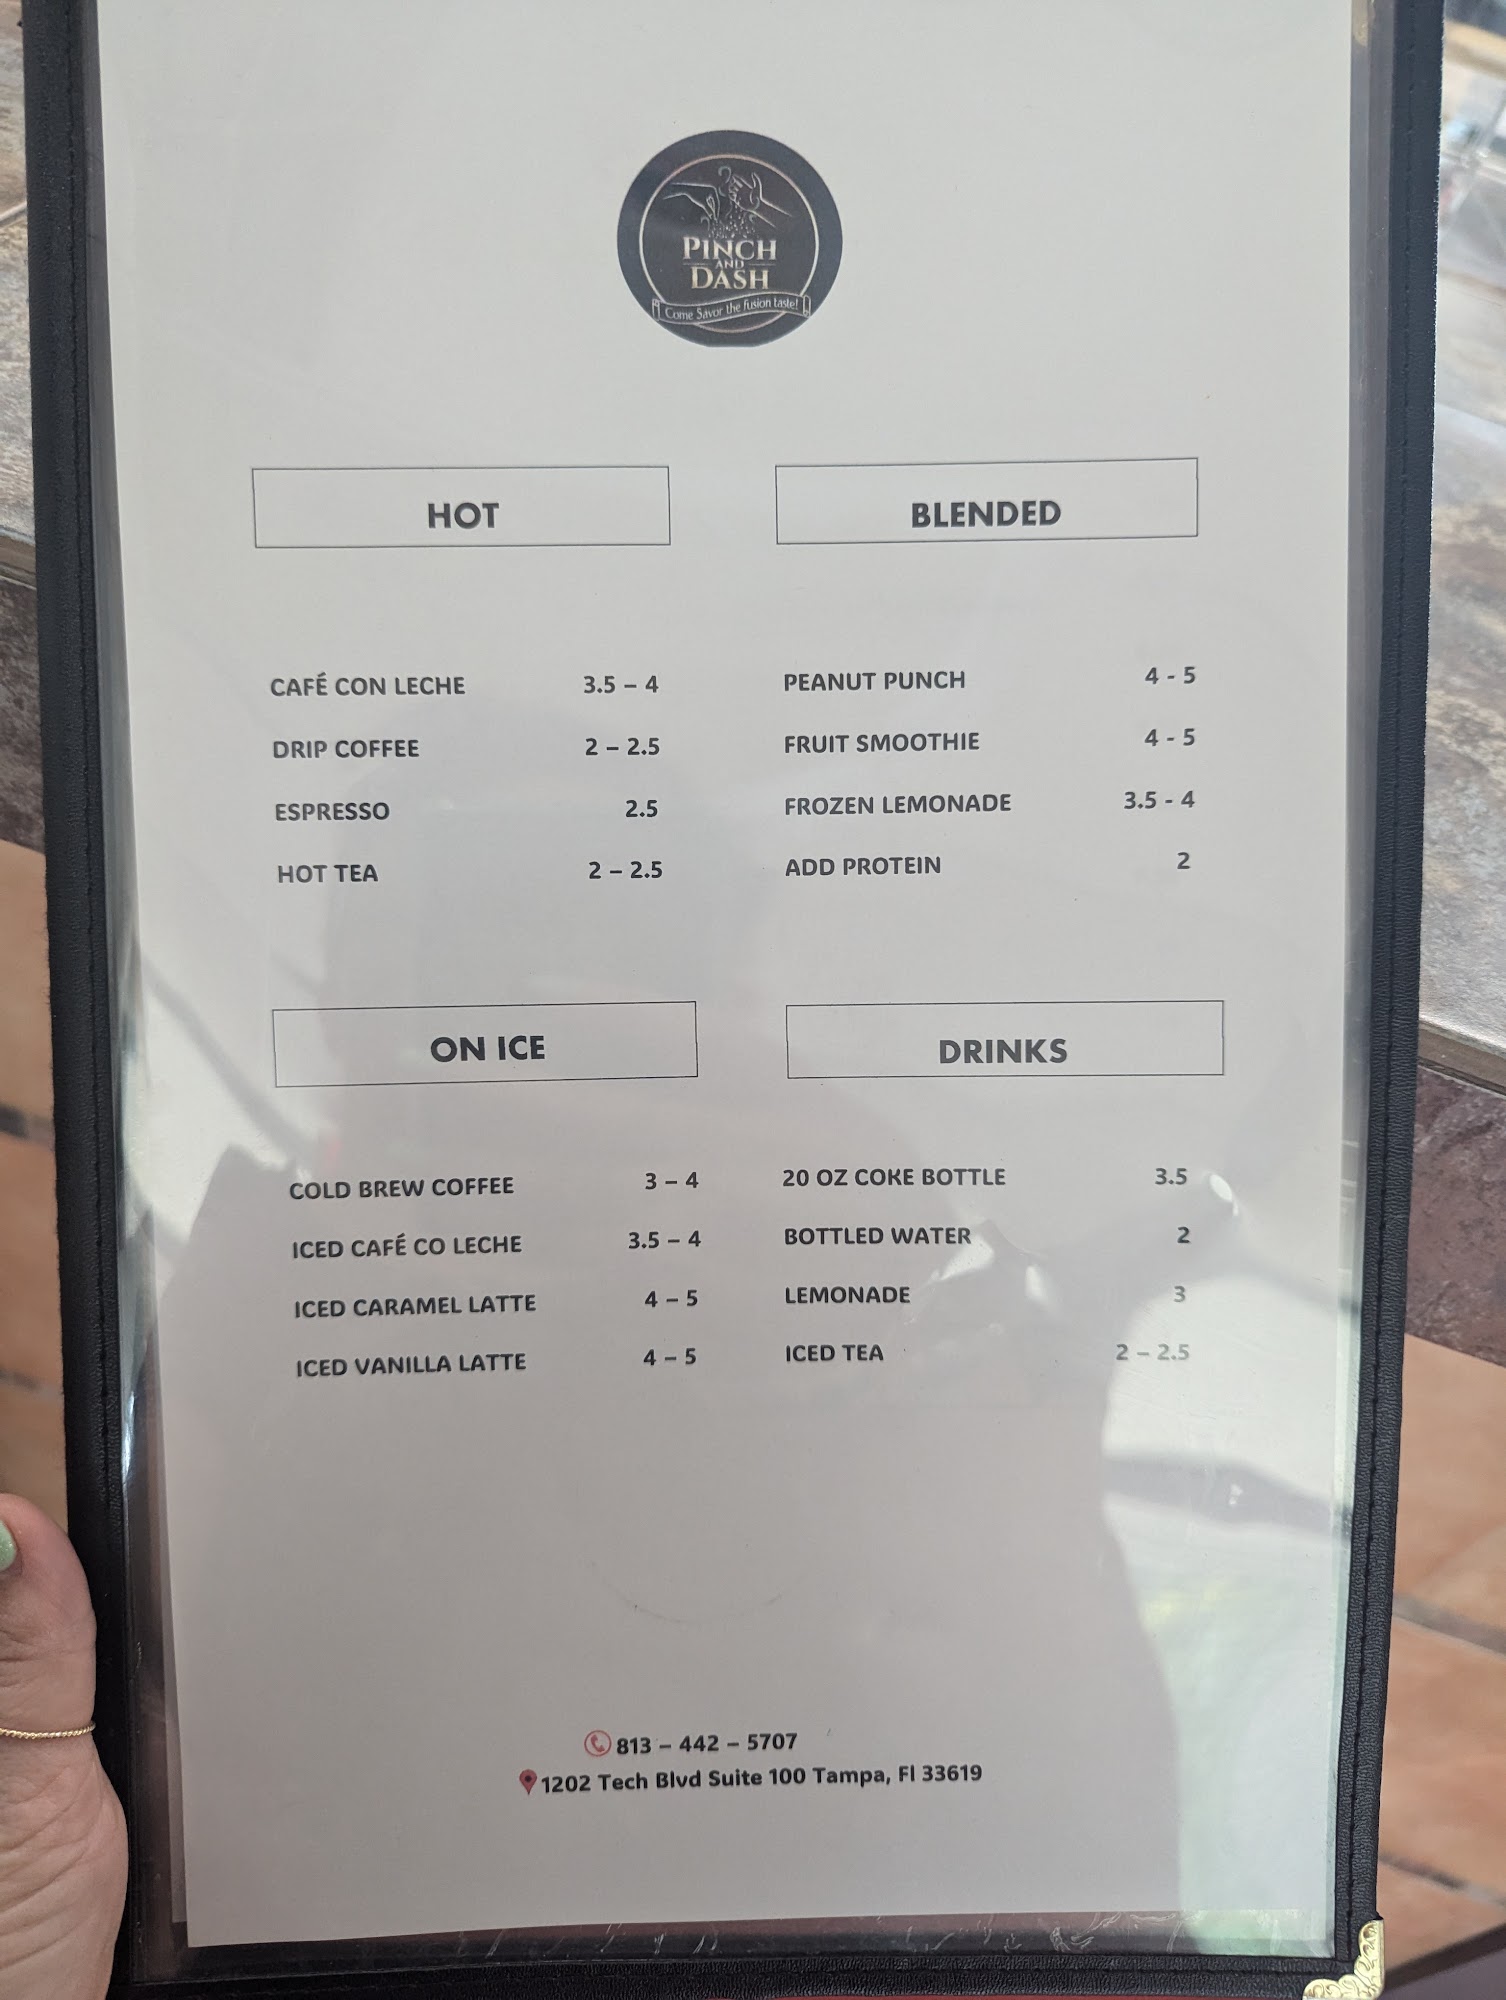 PINCH
AND
DASH
Come Savor the fusion taste!
HOT
CAFÉ CON LECHE 3.5 – 4
DRIP COFFEE 2 – 2.5
ESPRESSO 2.5
HOT TEA 2 – 2.5
BLENDED
PEANUT PUNCH 4 - 5
FRUIT SMOOTHIE 4 - 5
FROZEN LEMONADE 3.5 - 4
ADD PROTEIN 2
ON ICE
COLD BREW COFFEE 3 – 4
ICED CAFÉ CO LECHE 3.5 – 4
ICED CARAMEL LATTE 4 – 5
ICED VANILLA LATTE 4 – 5
DRINKS
20 OZ COKE BOTTLE 3.5
BOTTLED WATER 2
LEMONADE 3
ICED TEA 2 – 2.5
813 – 442 – 5707
1202 Tech Blvd Suite 100 Tampa, Fl 33619